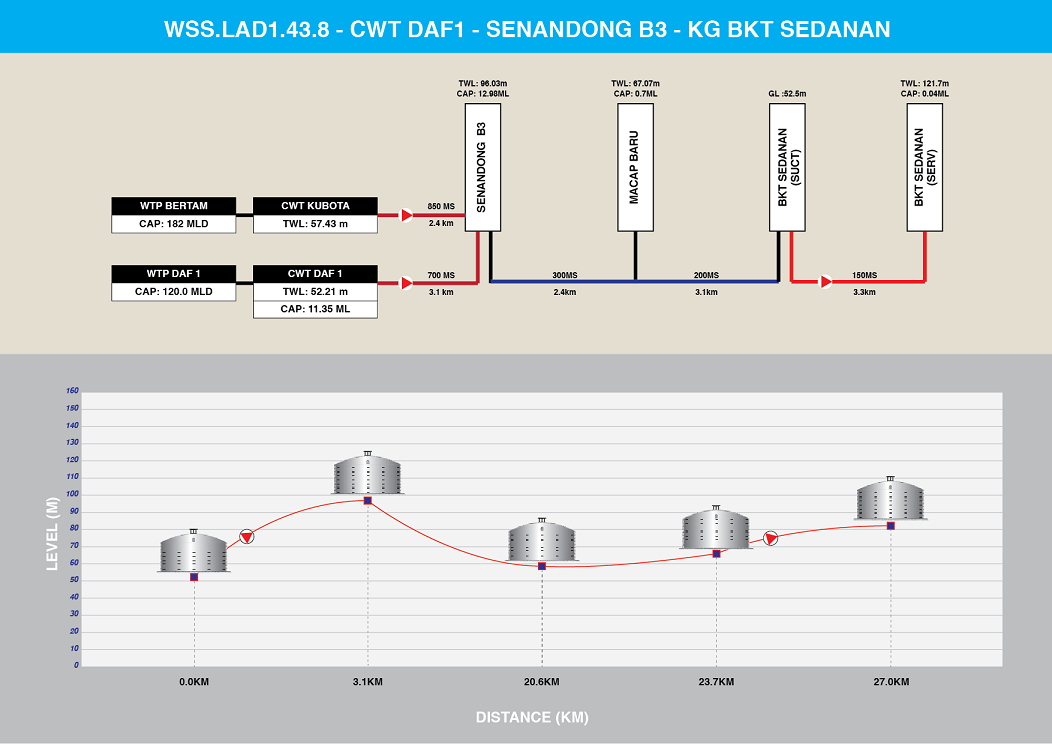 WSS.LAD1.43.8 - CWT DAF1 - SENANDONG B3 - KG BKT SEDANAN
TWL: 96.03m
CAP: 12.98ML
TWL: 67.07m
CAP: 0.7ML
GL :52.5m
TWL: 121.7m
CAP: 0.04ML
SENANDONG B3
MACAP BARU
BKT SEDANAN
(SUCT)
BKT SEDANAN
(SERV)
WTP BERTAM
CAP: 182 MLD
CWT KUBOTA
TWL: 57.43 m
850 MS
2.4 km
WTP DAF 1
CAP: 120.0 MLD
CWT DAF 1
TWL: 52.21 m
CAP: 11.35 ML
700 MS
3.1 km
300MS
2.4km
200MS
3.1km
150MS
3.3km
LEVEL (M)
160
150
140
130
120
110
100
90
80
70
60
50
40
30
20
10
0
0.0KM
3.1KM
20.6KM
23.7KM
27.0KM
DISTANCE (KM)